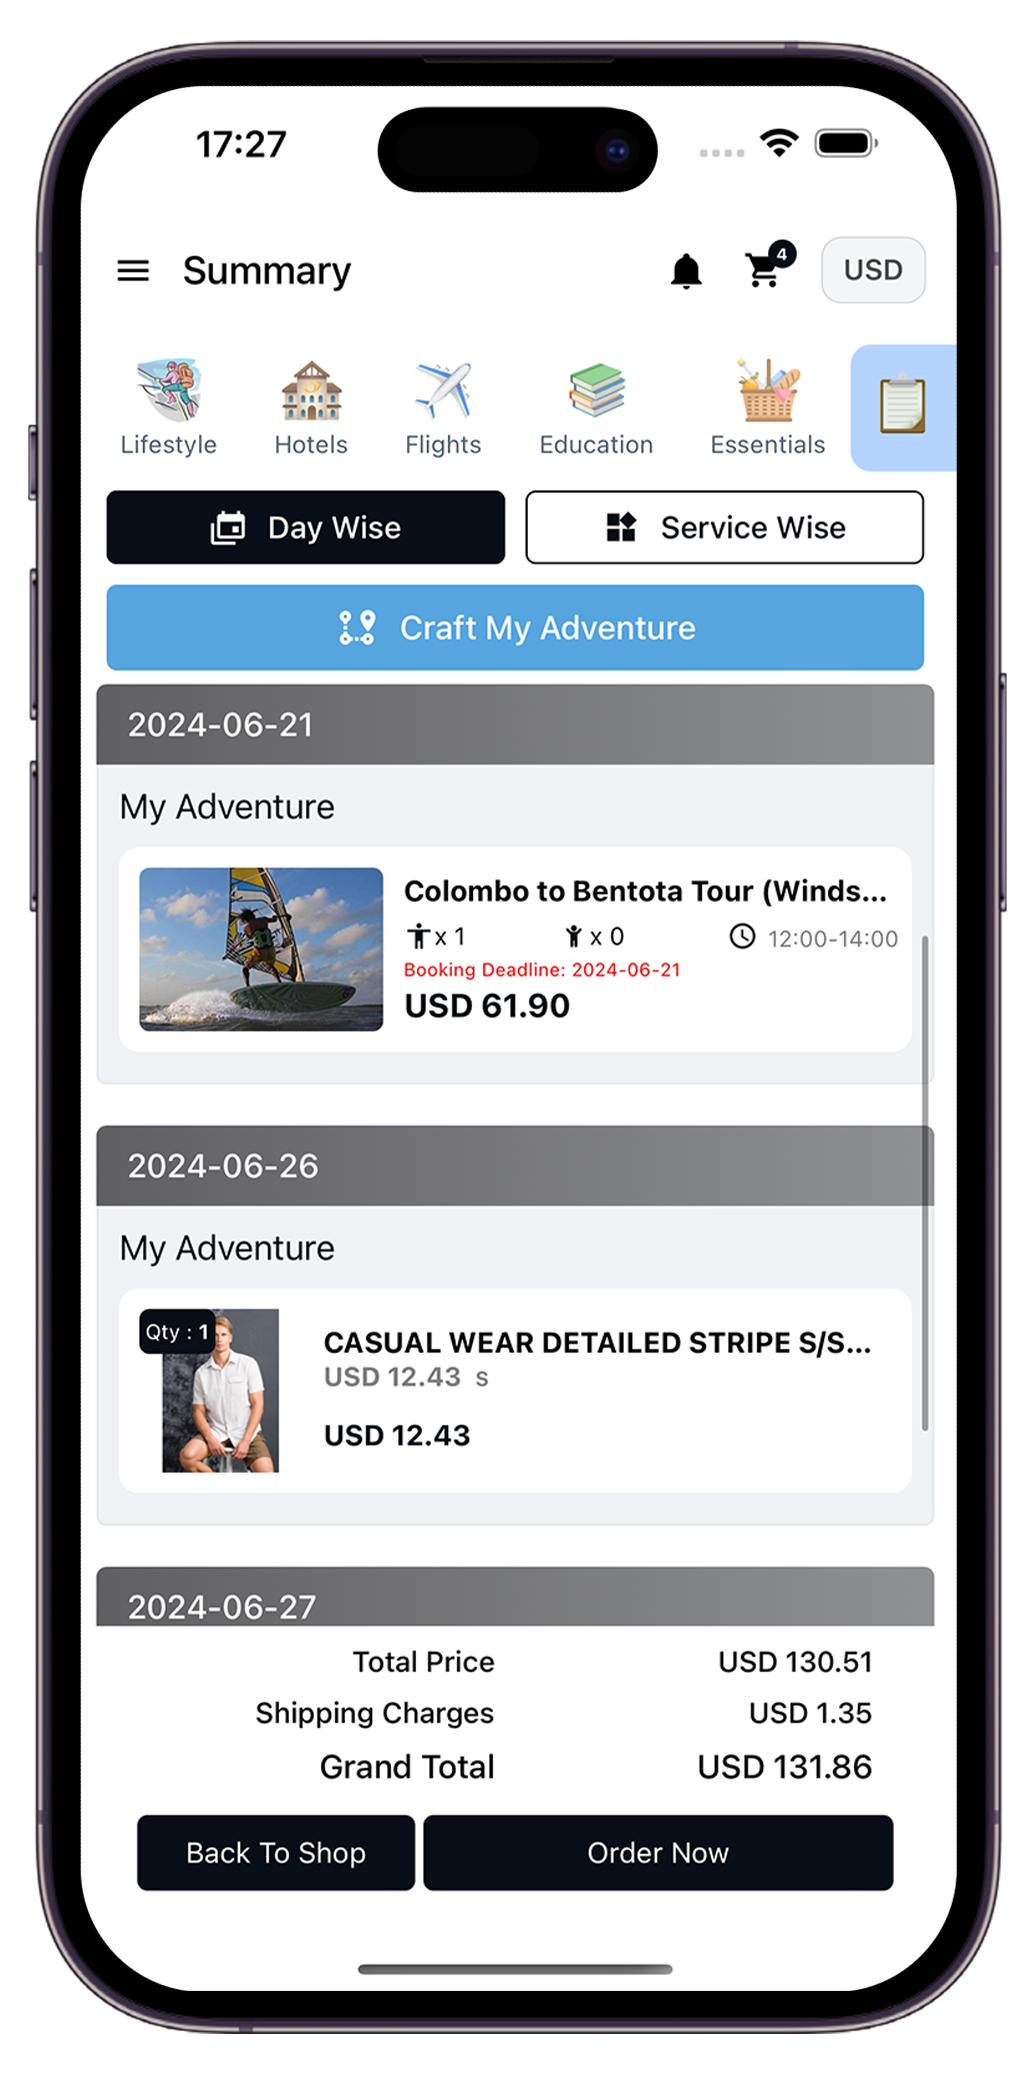 17:27
Summary
4
USD
Lifestyle
Hotels
Flights
Education
Essentials
Day Wise
Service Wise
Craft My Adventure
2024-06-21
My Adventure
Colombo to Bentota Tour (Winds...
x 1
x 0
12:00-14:00
Booking Deadline: 2024-06-21
USD 61.90
2024-06-26
My Adventure
Qty : 1
CASUAL WEAR DETAILED STRIPE S/S...
USD 12.43 s
USD 12.43
2024-06-27
Total Price USD 130.51
Shipping Charges USD 1.35
Grand Total USD 131.86
Back To Shop
Order Now